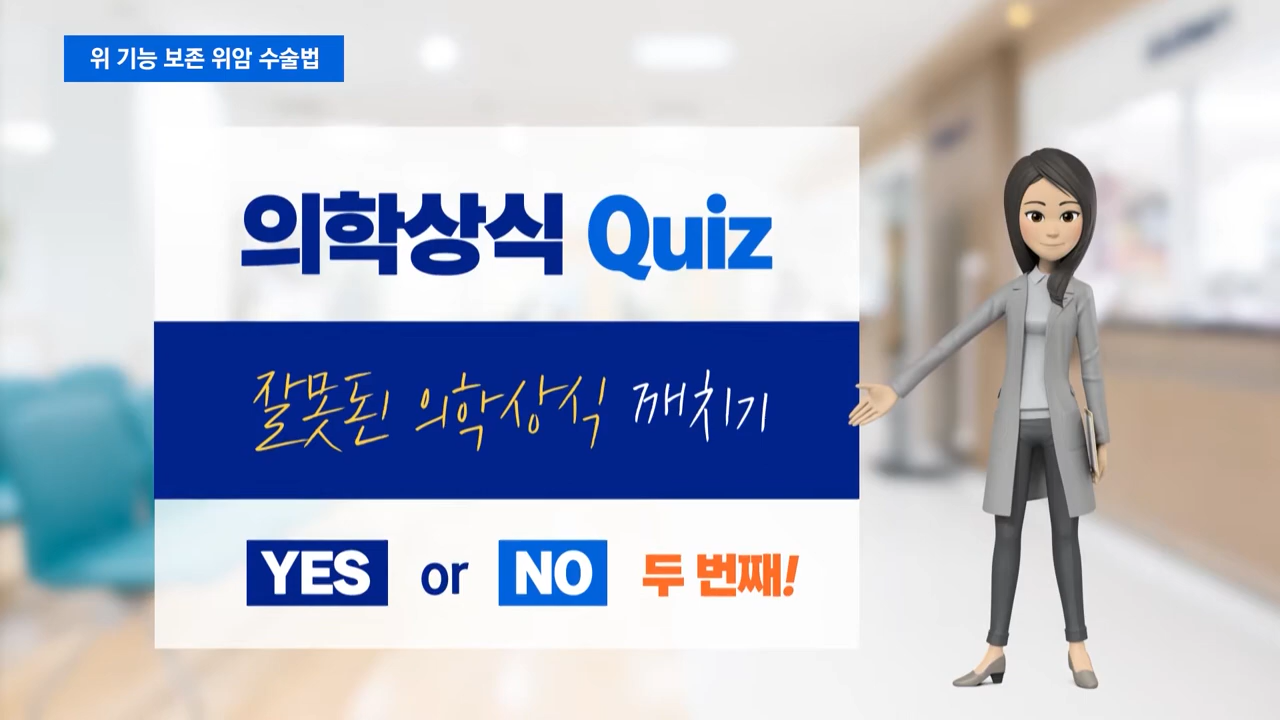 위 기능 보존 위암 수술법
의학상식 Quiz
잘못된 의학상식 깨치기
YES or NO 두 번째!